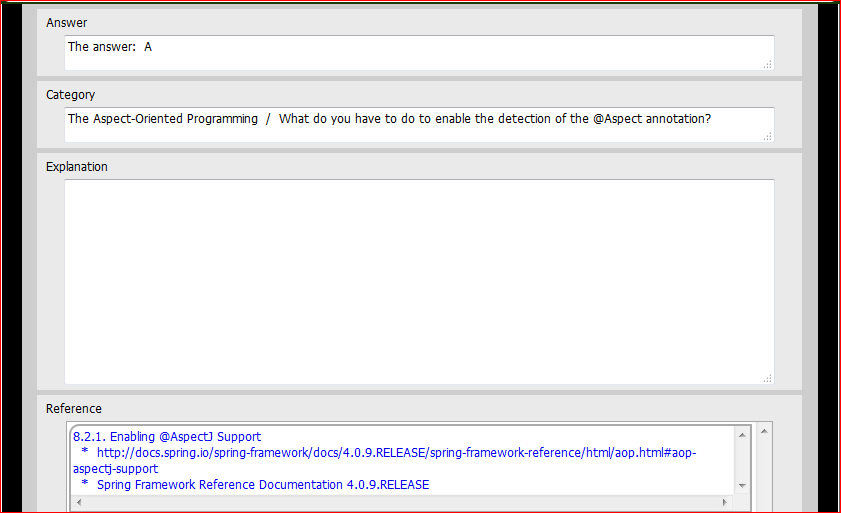 Answer
The answer:  A
Category
The Aspect-Oriented Programming  /  What do you have to do to enable the detection of the @Aspect annotation?
Explanation
Reference
8.2.1. Enabling @AspectJ Support
*  http://docs.spring.io/spring-framework/docs/4.0.9.RELEASE/spring-framework-reference/html/aop.html#aop-
aspectj-support
*  Spring Framework Reference Documentation 4.0.9.RELEASE